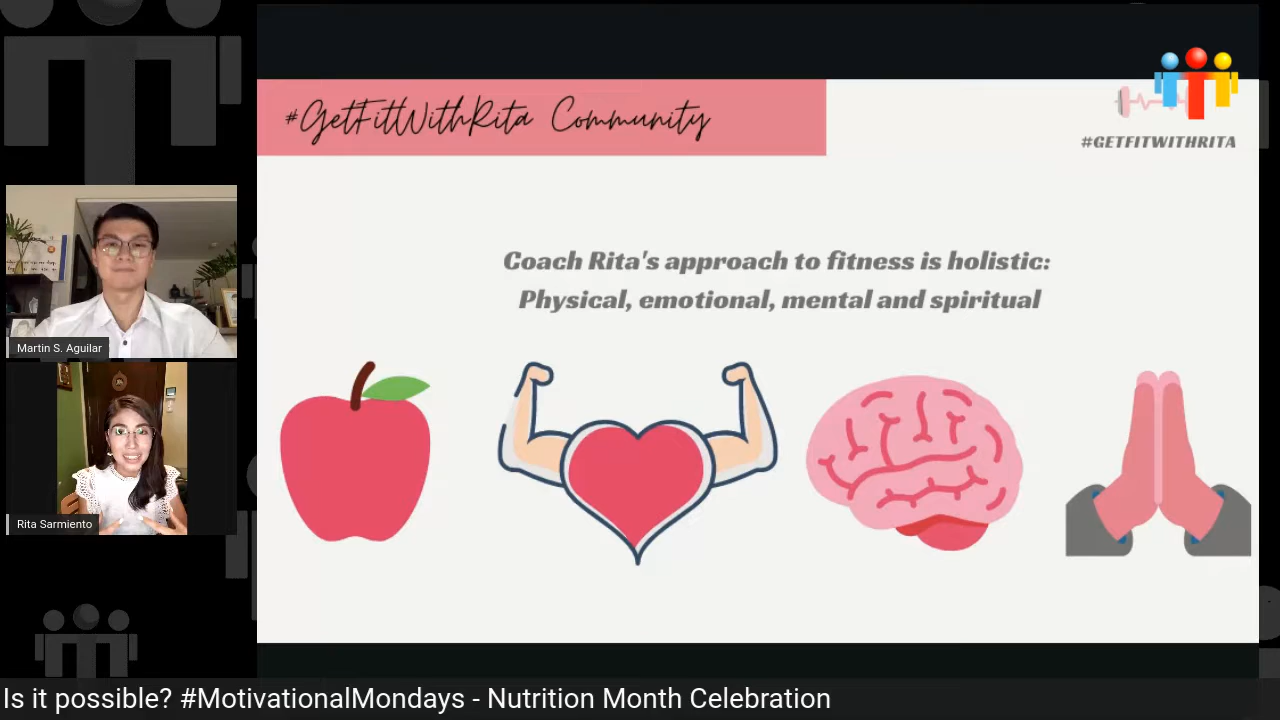 #GetFitWithRita Community
#GETFITWITHRITA
Coach Rita's approach to fitness is holistic:
Physical, emotional, mental and spiritual
Martin S. Aguilar
Rita Sarmiento
Is it possible? #MotivationalMondays - Nutrition Month Celebration